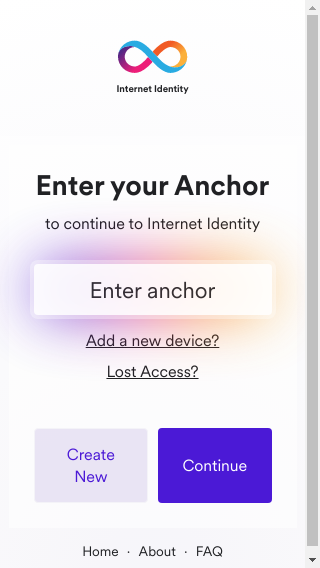 Internet Identity
Enter your Anchor
to continue to Internet Identity
Enter anchor
Add a new device?
Lost Access?
Create
New
Continue
Home · About · FAQ